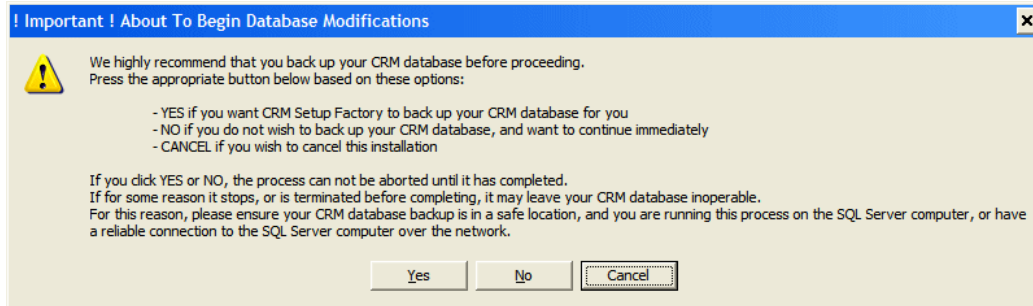 ! Important ! About To Begin Database Modifications
We highly recommend that you back up your CRM database before proceeding.
Press the appropriate button below based on these options:
- YES if you want CRM Setup Factory to back up your CRM database for you
- NO if you do not wish to back up your CRM database, and want to continue immediately
- CANCEL if you wish to cancel this installation
If you click YES or NO, the process can not be aborted until it has completed.
If for some reason it stops, or is terminated before completing, it may leave your CRM database inoperable.
For this reason, please ensure your CRM database backup is in a safe location, and you are running this process on the SQL Server computer, or have
a reliable connection to the SQL Server computer over the network.
Yes No Cancel